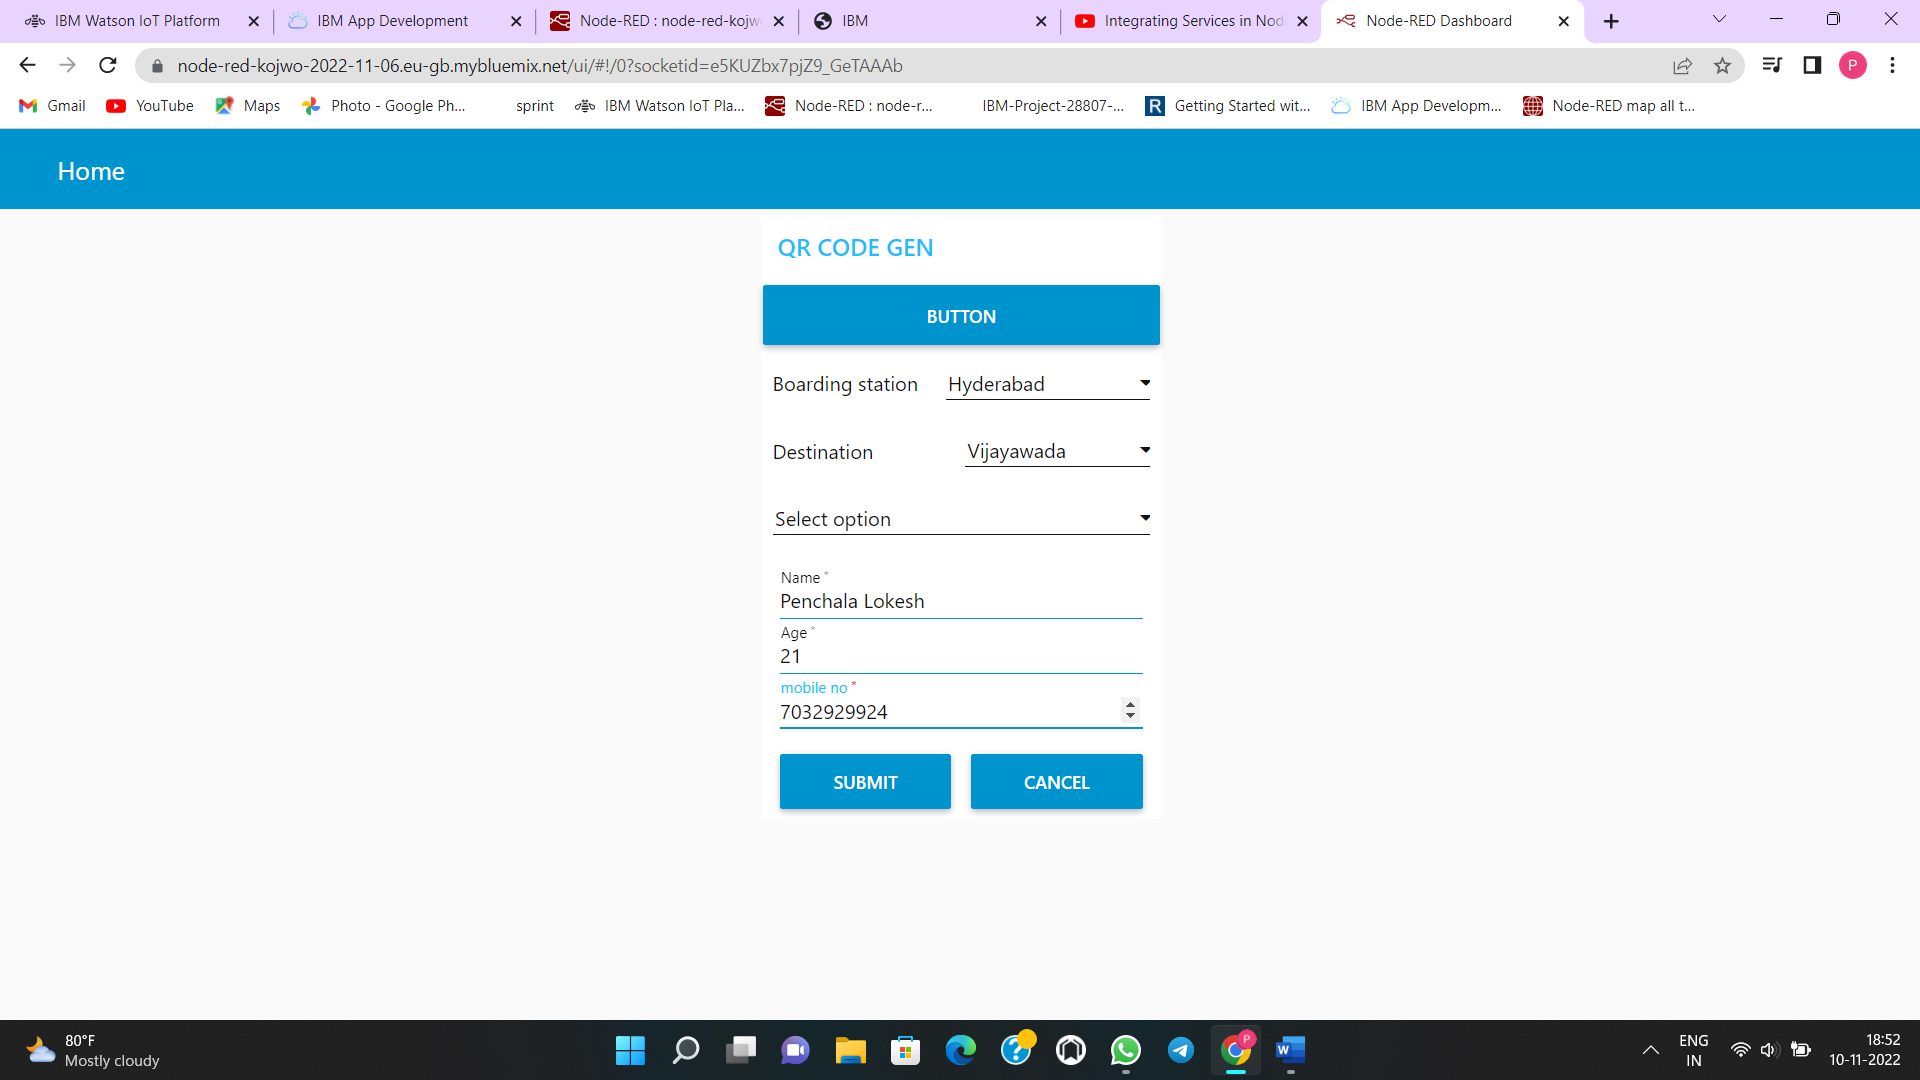 IBM Watson IoT Platform
IBM App Development
Node-RED : node-red-kojw
IBM
Integrating Services in Nod
Node-RED Dashboard
node-red-kojwo-2022-11-06.eu-gb.mybluemix.net/ui/#!/0?socketid=e5KUZbx7pjZ9_GeTAAAb
P
Gmail
YouTube
Maps
Photo - Google Ph...
sprint
IBM Watson IoT Pla...
Node-RED : node-r...
IBM-Project-28807-...
R
Getting Started wit...
IBM App Developm...
Node-RED map all t...
Home
QR CODE GEN
BUTTON
Boarding station
Hyderabad
Destination
Vijayawada
Select option
Name *
Penchala Lokesh
Age *
21
mobile no *
7032929924
SUBMIT
CANCEL
80°F
Mostly cloudy
P
W
ENG
IN
18:52
10-11-2022